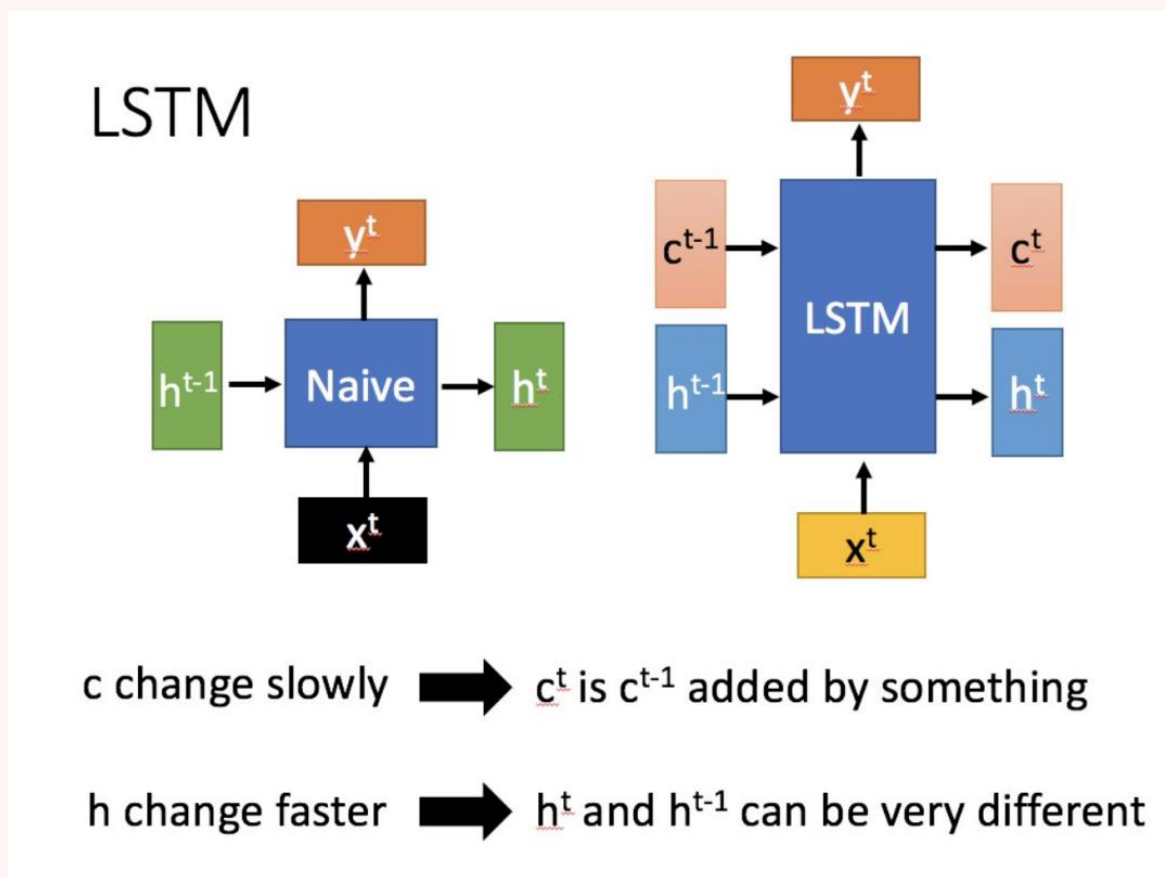 LSTM
yᵗ
hᵗ⁻¹
Naive
hᵗ
xᵗ
yᵗ
cᵗ⁻¹
cᵗ
LSTM
hᵗ⁻¹
hᵗ
xᵗ
c change slowly cᵗ is cᵗ⁻¹ added by something
h change faster hᵗ and hᵗ⁻¹ can be very different